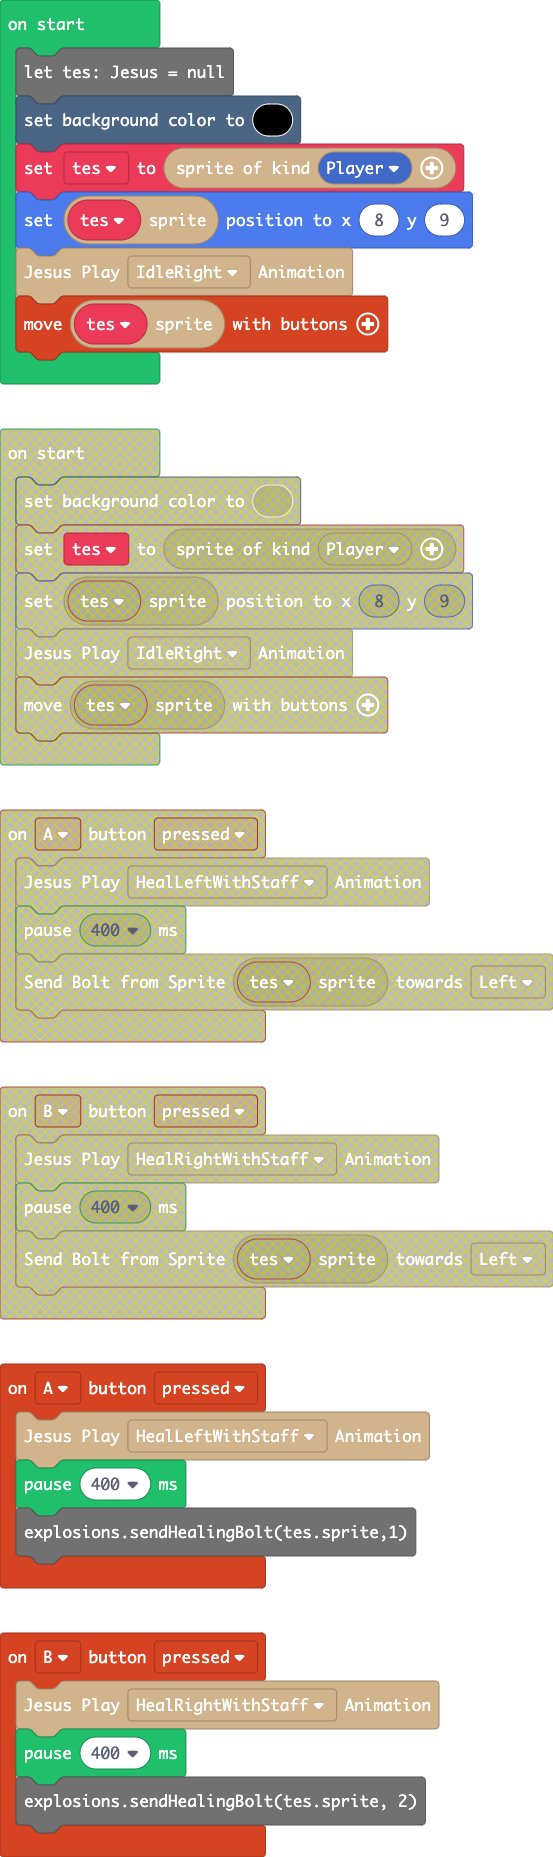 on start
let tes: Jesus = null
set background color to
set tes to sprite of kind Player
set tes sprite position to x 8 y 9
Jesus Play IdleRight Animation
move tes sprite with buttons
on start
set background color to
set tes to sprite of kind Player
set tes sprite position to x 8 y 9
Jesus Play IdleRight Animation
move tes sprite with buttons
on A button pressed
Jesus Play HealLeftWithStaff Animation
pause 400 ms
Send Bolt from Sprite tes sprite towards Left
on B button pressed
Jesus Play HealRightWithStaff Animation
pause 400 ms
Send Bolt from Sprite tes sprite towards Left
on A button pressed
Jesus Play HealLeftWithStaff Animation
pause 400 ms
explosions.sendHealingBolt(tes.sprite,1)
on B button pressed
Jesus Play HealRightWithStaff Animation
pause 400 ms
explosions.sendHealingBolt(tes.sprite, 2)